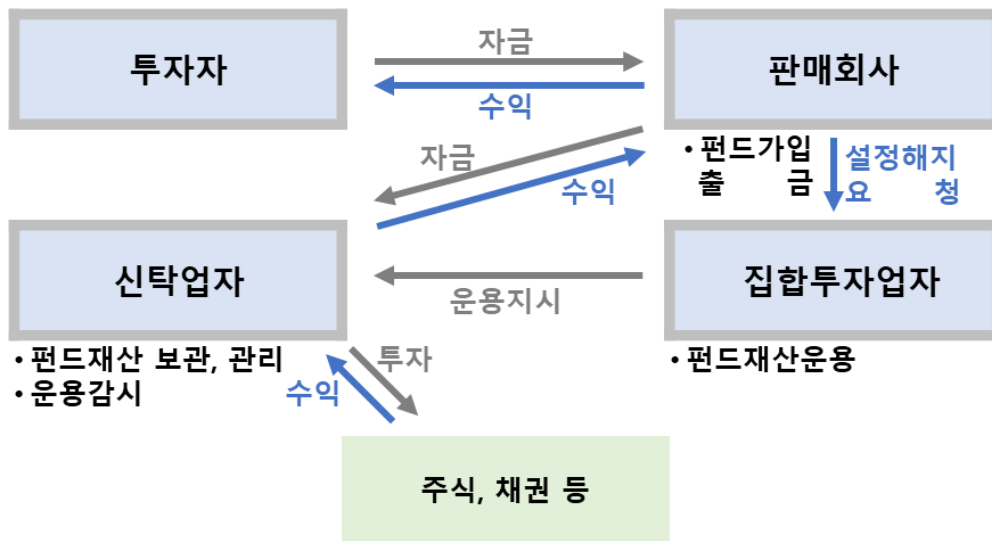 투자자
자금
수익
판매회사
• 펀드가입
출 금
설정해지
요 청
자금
수익
신탁업자
운용지시
집합투자업자
• 펀드재산 보관, 관리
• 운용감시
투자
수익
• 펀드재산운용
주식, 채권 등